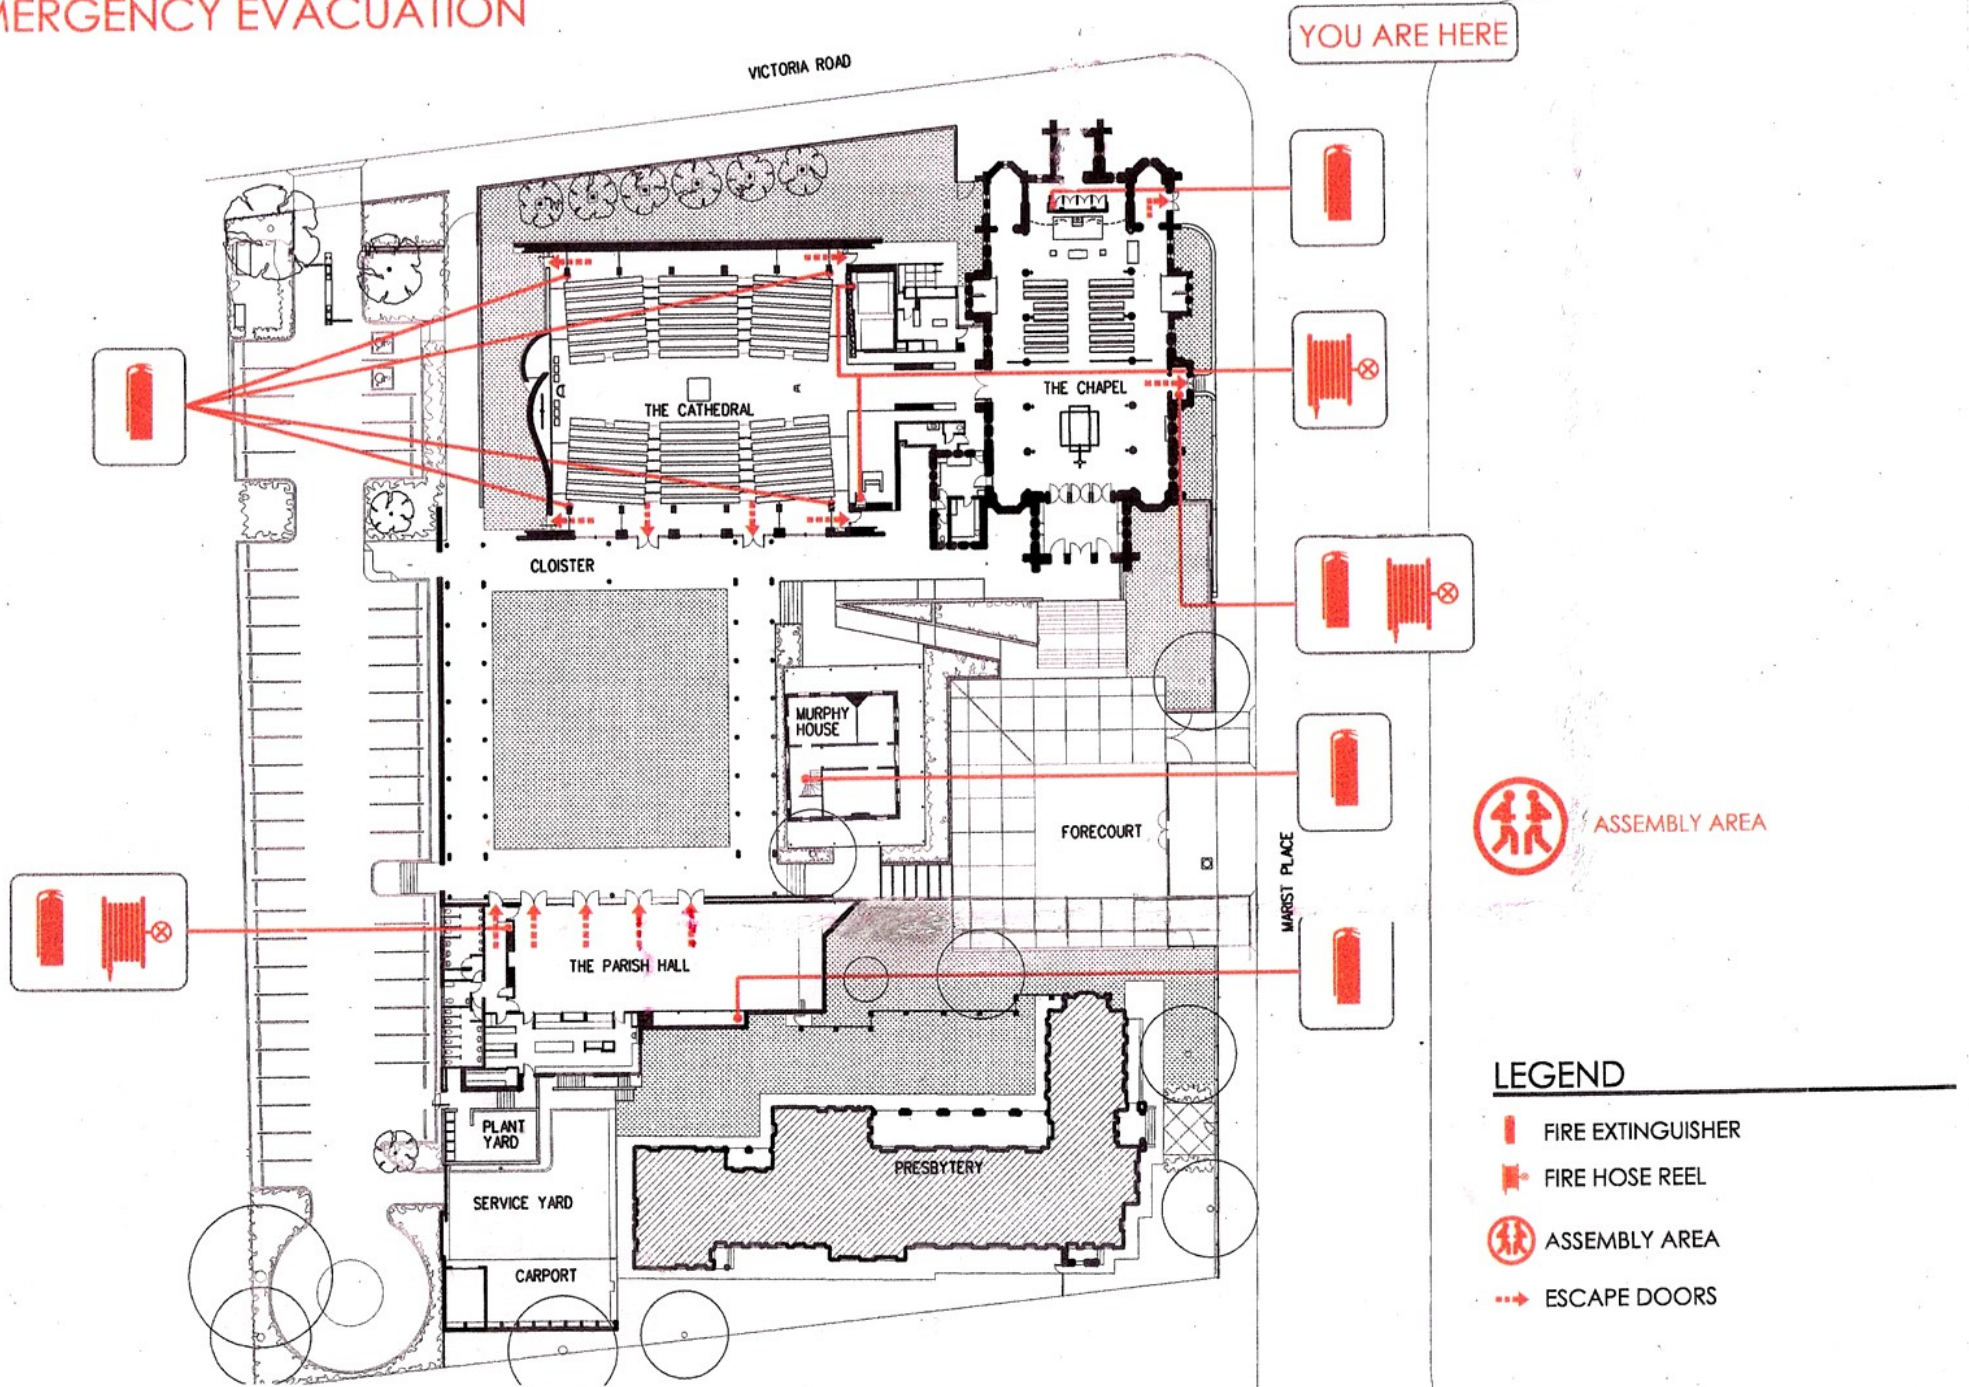 MERGENCY EVACUATION
YOU ARE HERE
VICTORIA ROAD
THE CATHEDRAL
THE CHAPEL
CLOISTER
MURPHY
HOUSE
FORECOURT
MARIST PLACE
ASSEMBLY AREA
THE PARISH HALL
PLANT
YARD
PRESBYTERY
SERVICE YARD
CARPORT
LEGEND
FIRE EXTINGUISHER
FIRE HOSE REEL
ASSEMBLY AREA
ESCAPE DOORS